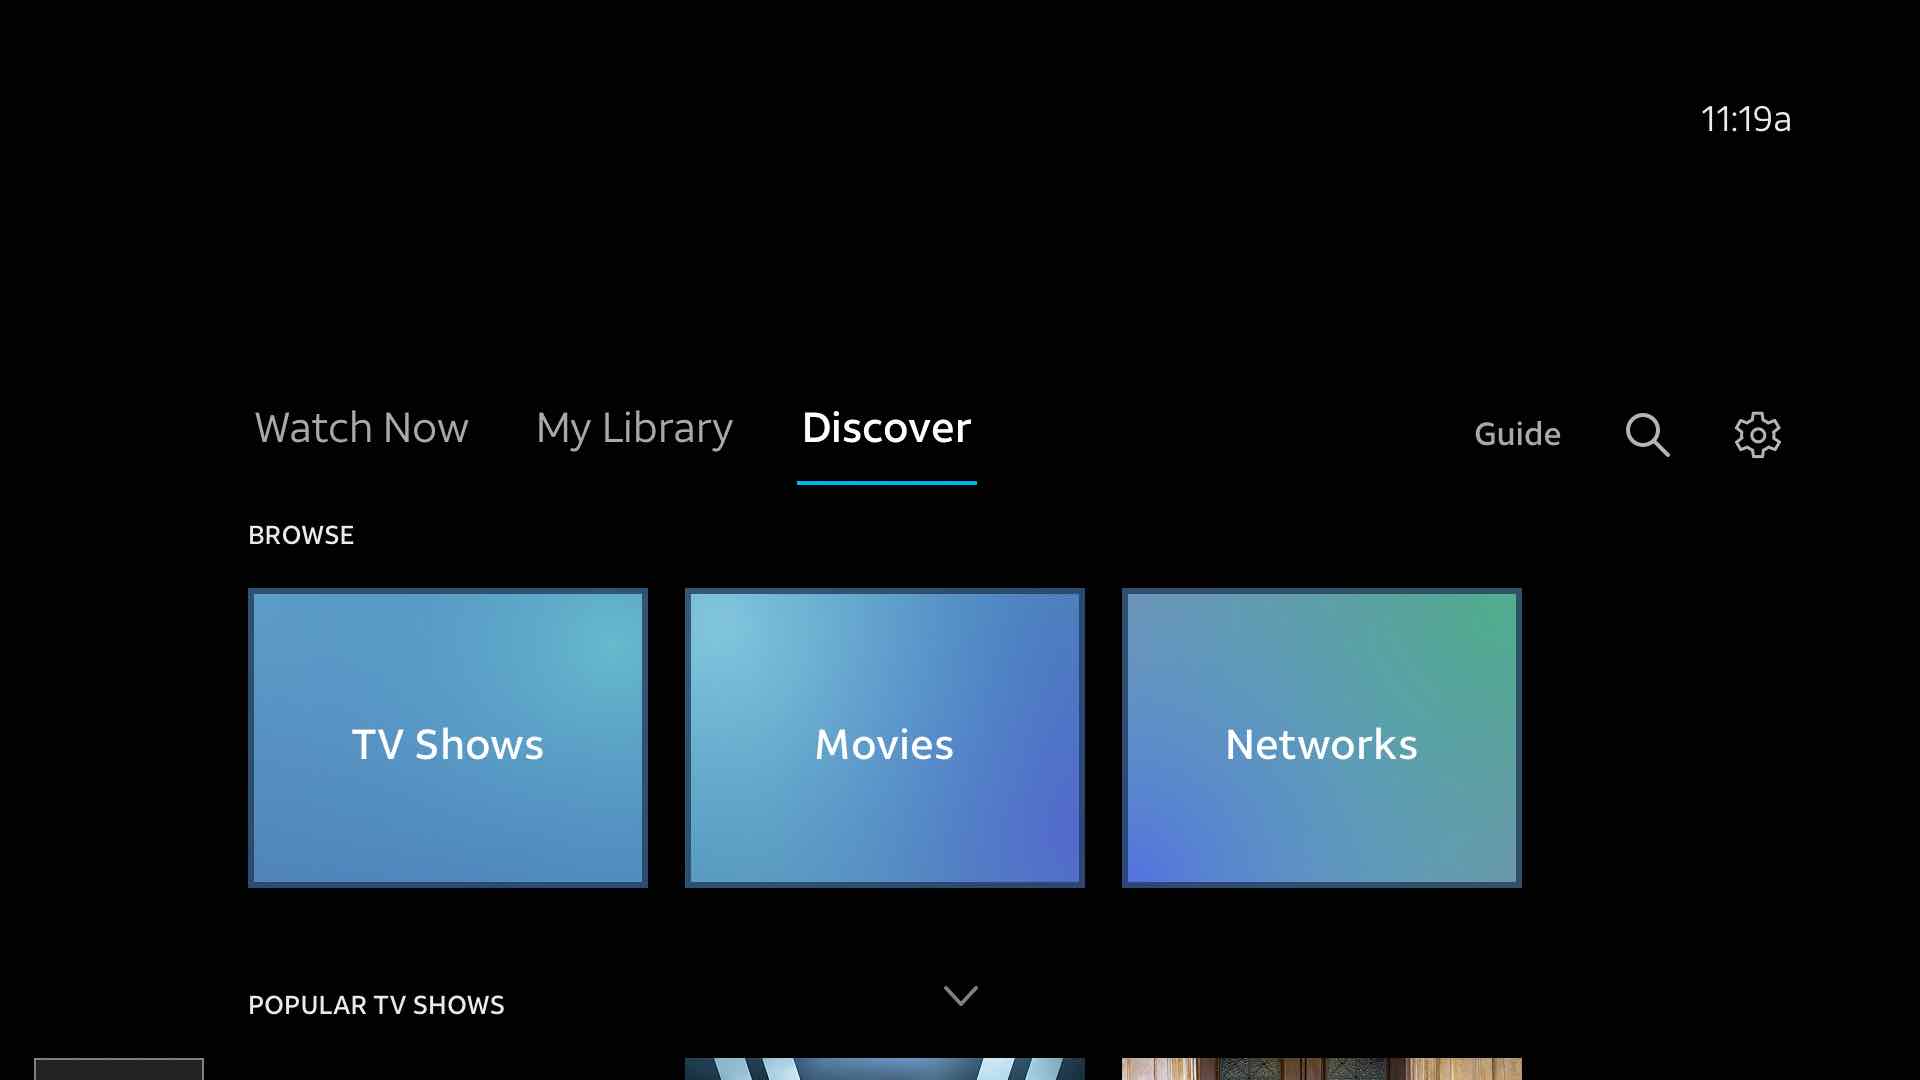 11:19a
Watch Now My Library Discover Guide
BROWSE
TV Shows Movies Networks
POPULAR TV SHOWS